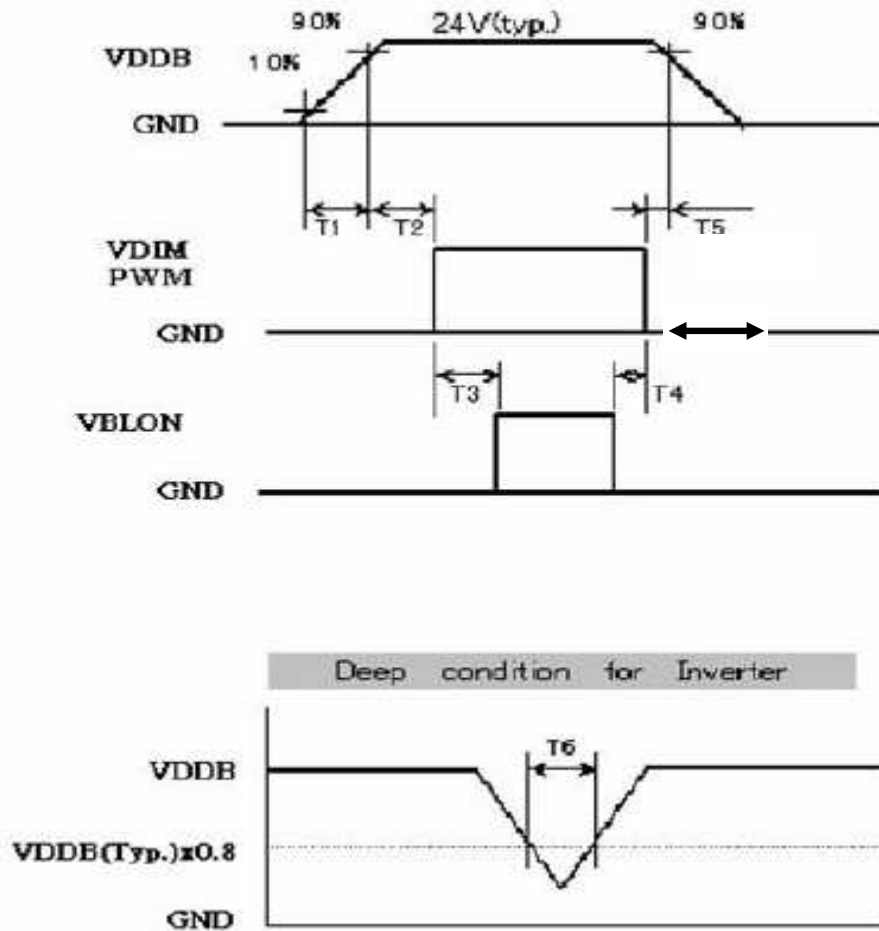 90% 24V(typ.) 90%
VDDB 10%
GND
T1 T2 T5
VDIM
PWM
GND
T3 T4
VBLON
GND
Deep condition for Inverter
T6
VDDB
VDDB(Typ.)x0.8
GND